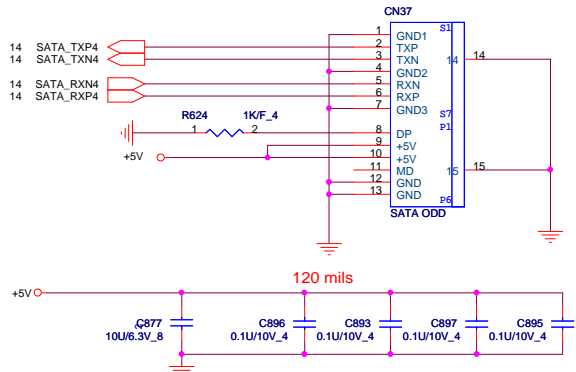 CN37
1 GND1 S1
14 SATA_TXP4 2 TXP
14 SATA_TXN4 3 TXN 14 14
4 GND2
14 SATA_RXN4 5 RXN
14 SATA_RXP4 6 RXP
7 GND3 S7
R624 1K/F_4 P1
1 2 8 DP
9 +5V
+5V 10 +5V
11 MD 15 15
12 GND
13 GND P6
SATA ODD
120 mils
+5V
C877 C896 C893 C897 C895
10U/6.3V_8 0.1U/10V_4 0.1U/10V_4 0.1U/10V_4 0.1U/10V_4